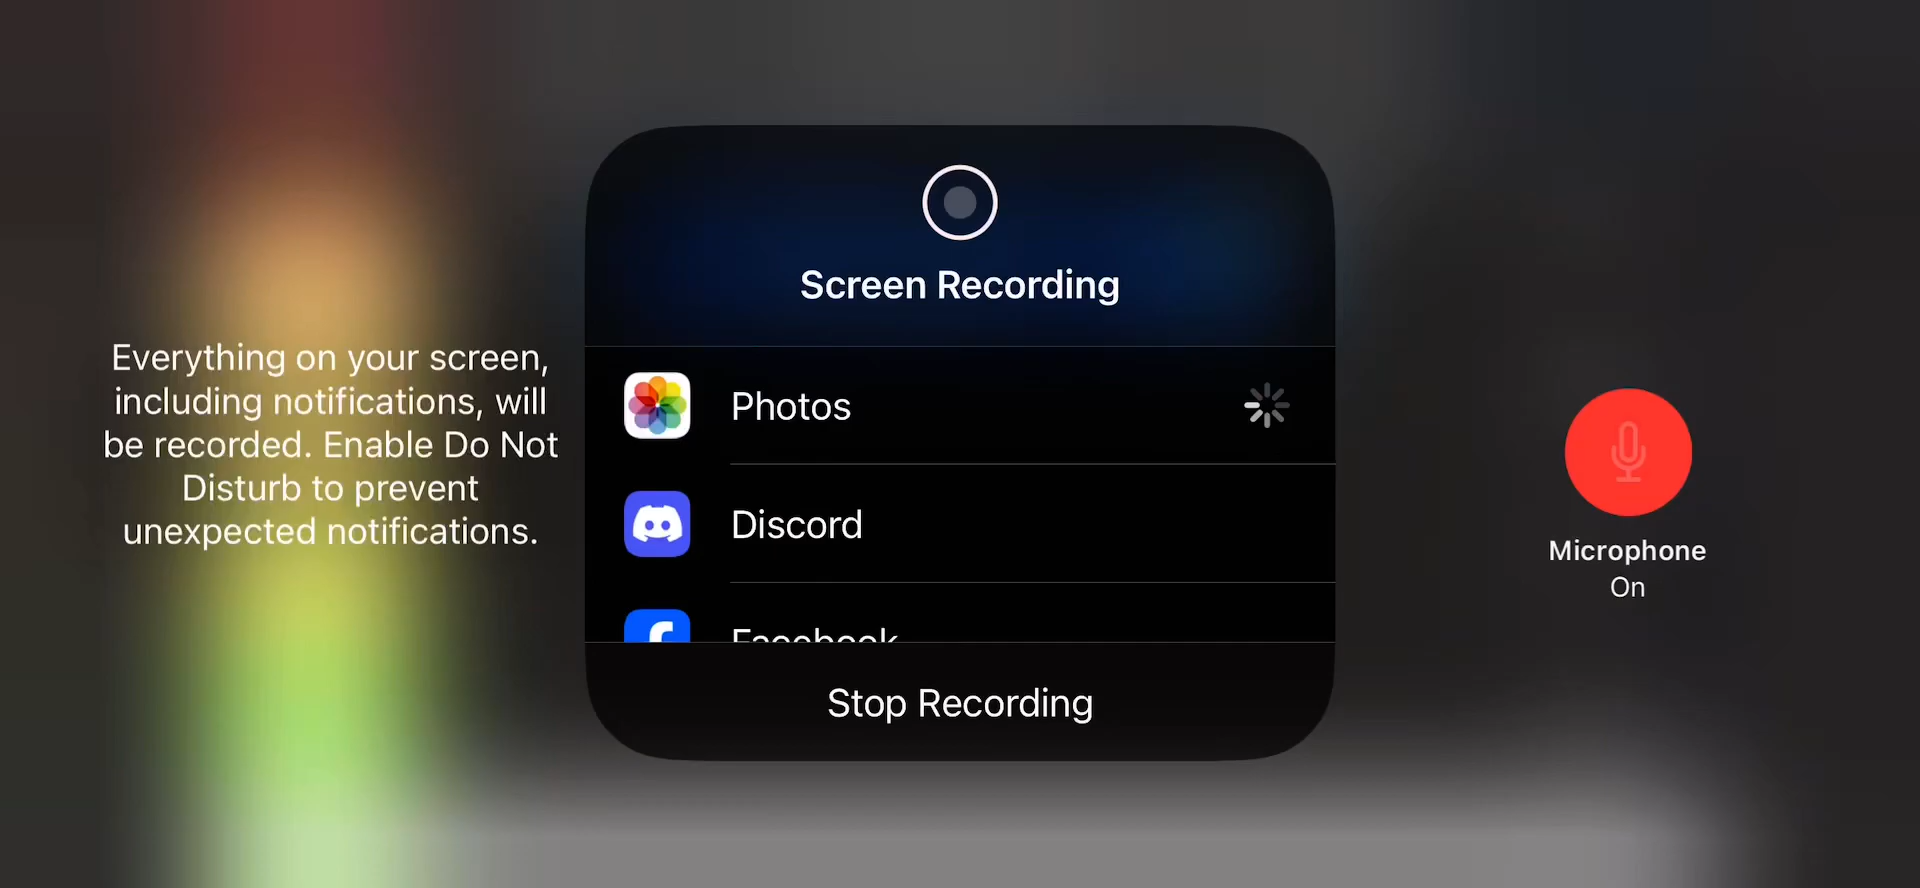 Screen Recording
Everything on your screen,
including notifications, will
be recorded. Enable Do Not
Disturb to prevent
unexpected notifications.
Photos
Discord
Facebook
Stop Recording
Microphone
On